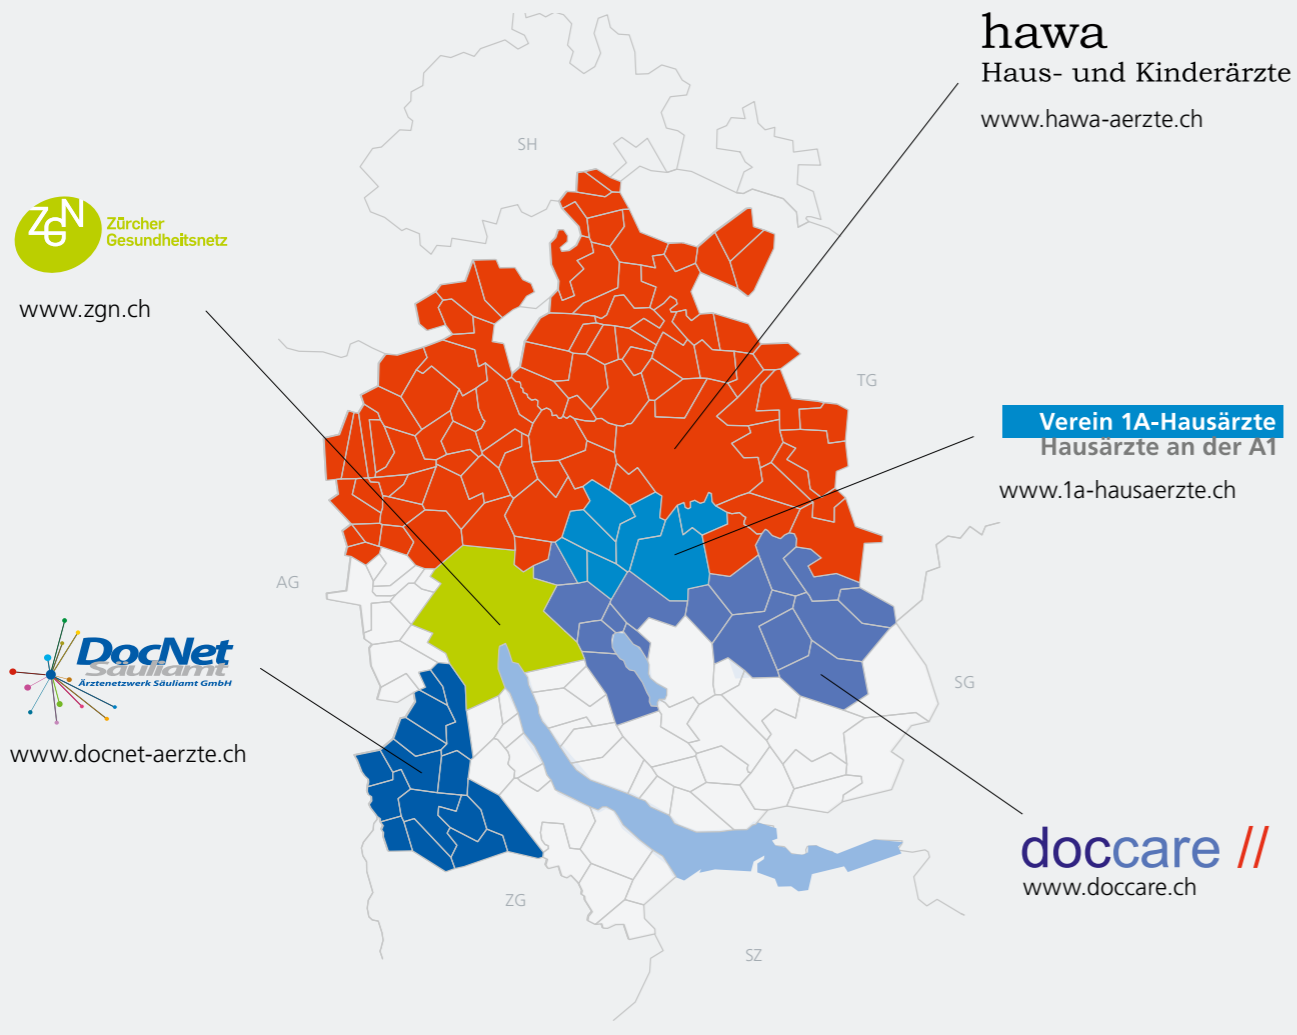 hawa
Haus- und Kinderärzte
www.hawa-aerzte.ch
SH
ZGN
Zürcher
Gesundheitsnetz
www.zgn.ch
TG
Verein 1A-Hausärzte
Hausärzte an der A1
www.1a-hausaerzte.ch
AG
DocNet
Säuliamt
Ärztenetzwerk Säuliamt GmbH
www.docnet-aerzte.ch
SG
doccare //
www.doccare.ch
ZG
SZ